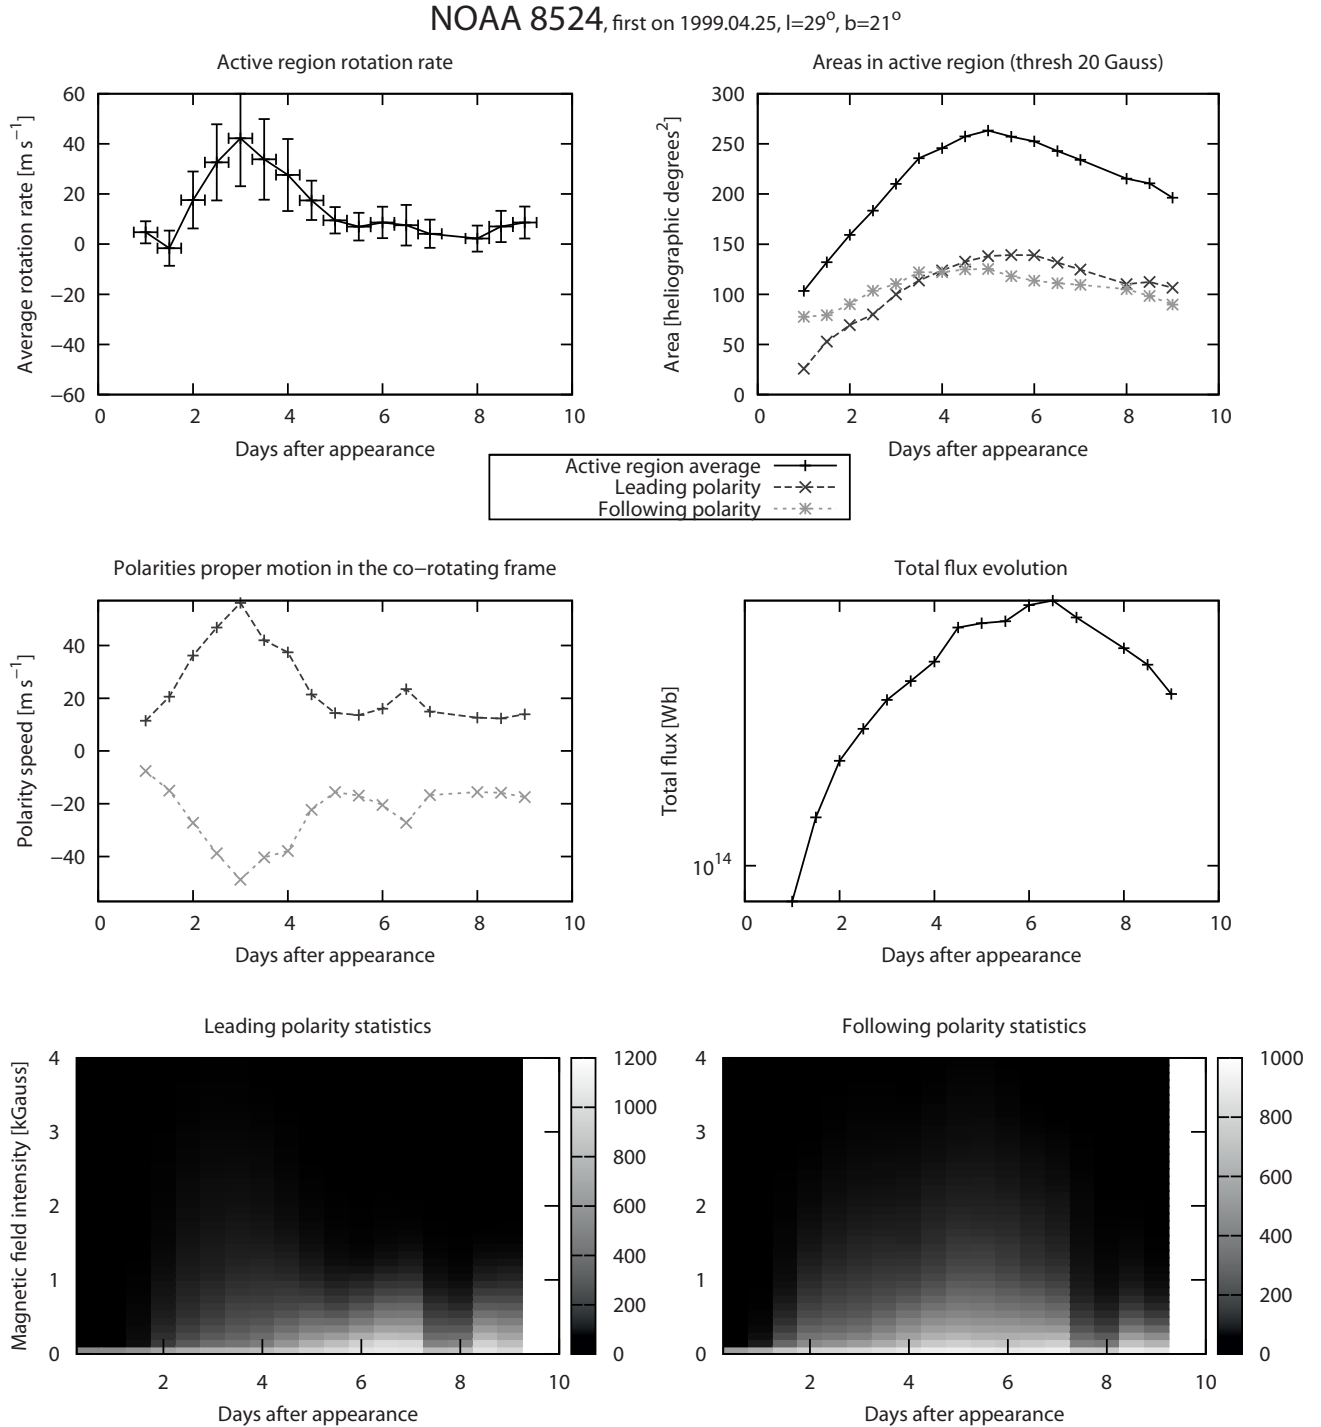 NOAA 8524, first on 1999.04.25, l=29o, b=21o
Active region rotation rate
Average rotation rate [m s−1]
60
40
20
0
−20
−40
−60
0 2 4 6 8 10
Days after appearance
Areas in active region (thresh 20 Gauss)
Area [heliographic degrees2]
300
250
200
150
100
50
0
0 2 4 6 8 10
Days after appearance
Active region average
Leading polarity
Following polarity
Polarities proper motion in the co−rotating frame
Polarity speed [m s−1]
40
20
0
−20
−40
0 2 4 6 8 10
Days after appearance
Total flux evolution
Total flux [Wb]
1014
0 2 4 6 8 10
Days after appearance
Leading polarity statistics
Magnetic field intensity [kGauss]
4
3
2
1
0
2 4 6 8 10
Days after appearance
1200
1000
800
600
400
200
0
Following polarity statistics
4
3
2
1
0
2 4 6 8 10
Days after appearance
1000
800
600
400
200
0